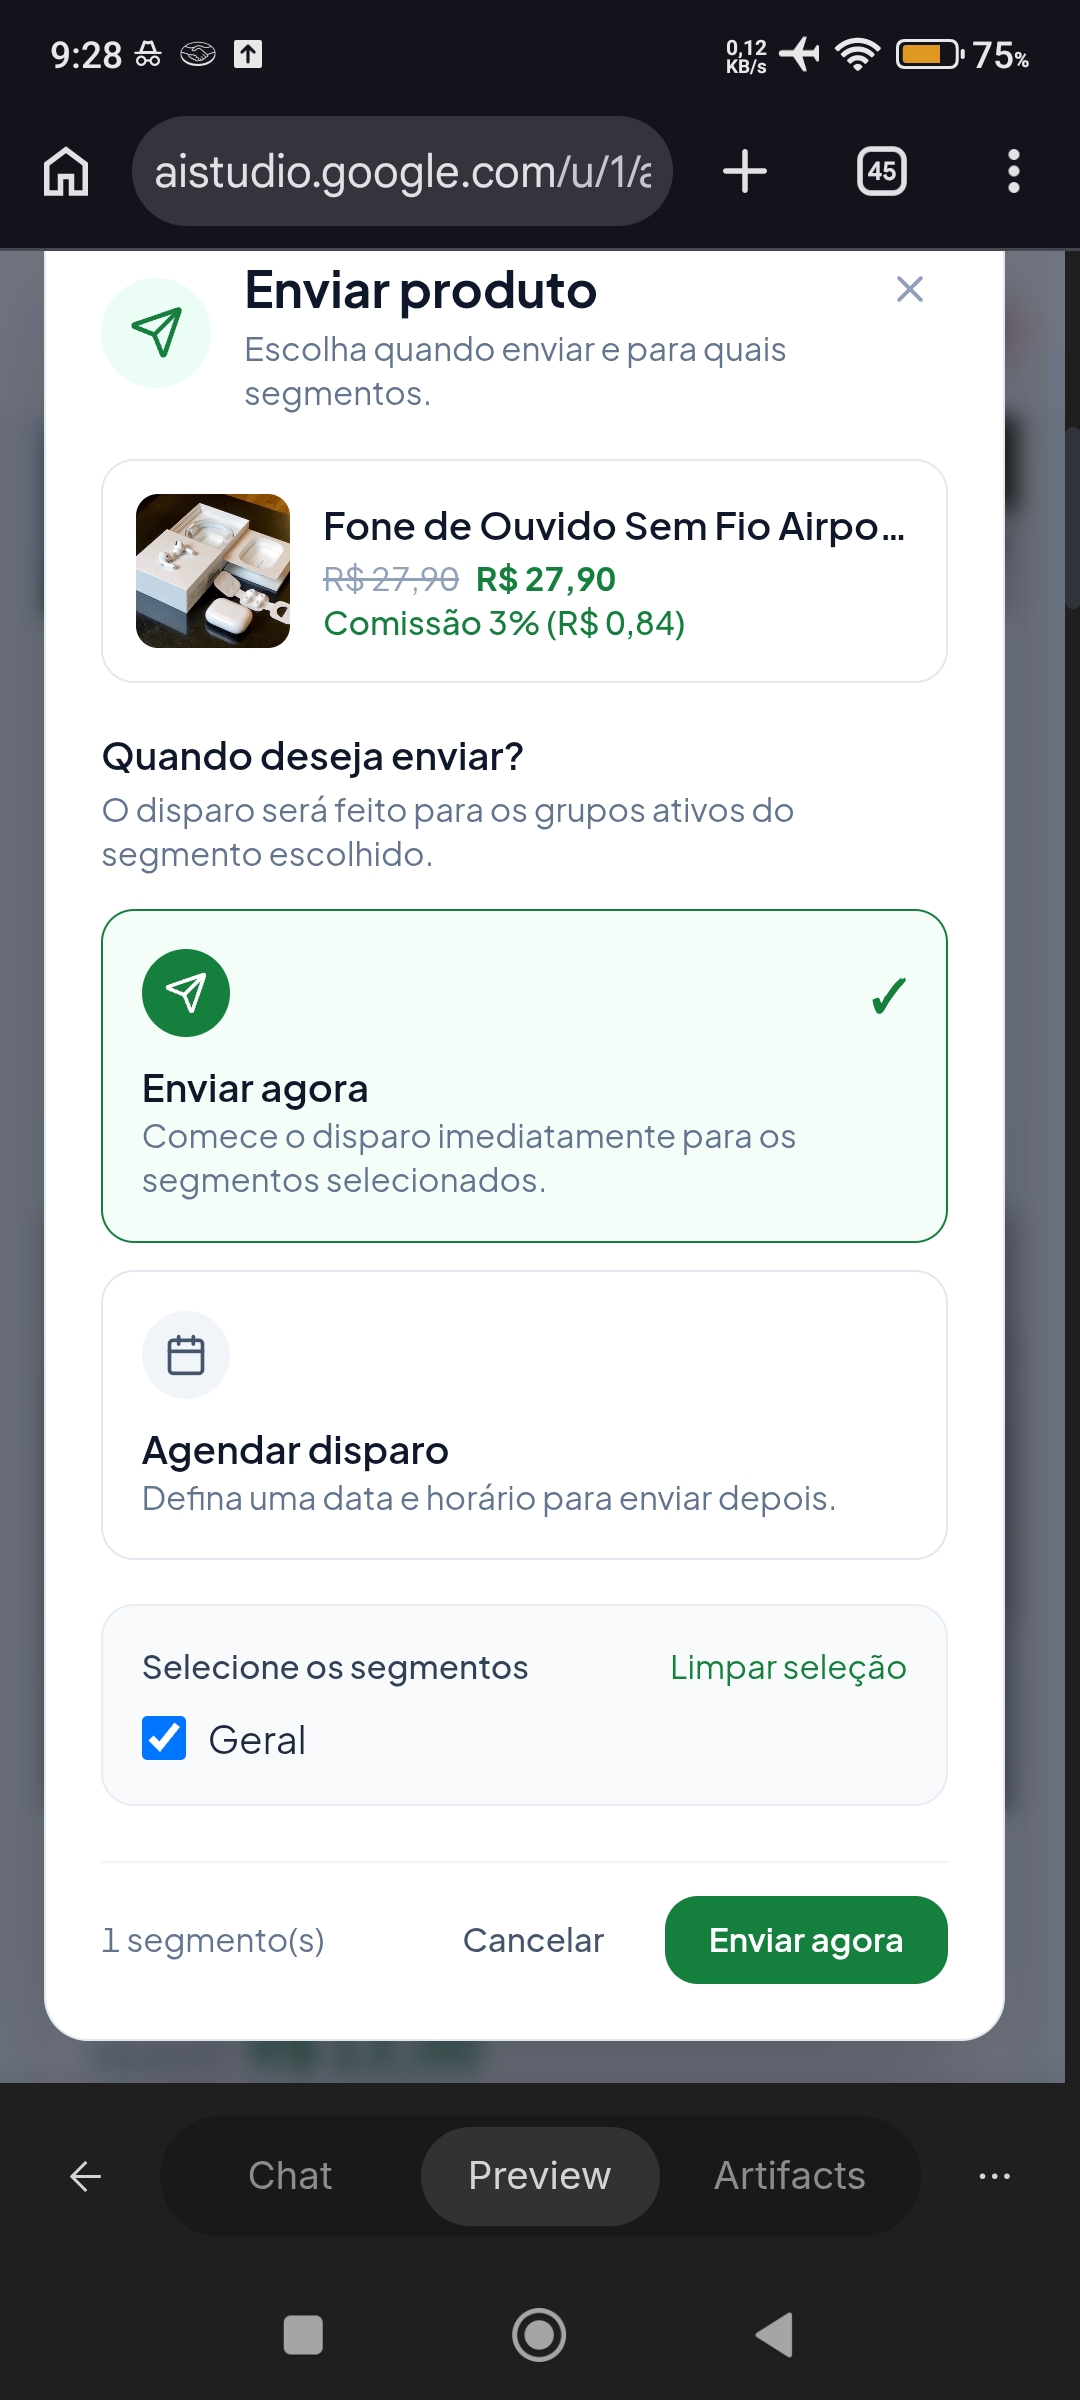 9:28
0,12
KB/s
75%
aistudio.google.com/u/1/a
45
Enviar produto
Escolha quando enviar e para quais
segmentos.
Fone de Ouvido Sem Fio Airpo...
R$ 27,90 R$ 27,90
Comissão 3% (R$ 0,84)
Quando deseja enviar?
O disparo será feito para os grupos ativos do
segmento escolhido.
Enviar agora
Comece o disparo imediatamente para os
segmentos selecionados.
Agendar disparo
Defina uma data e horário para enviar depois.
Selecione os segmentos
Limpar seleção
Geral
1 segmento(s)
Cancelar
Enviar agora
Chat
Preview
Artifacts